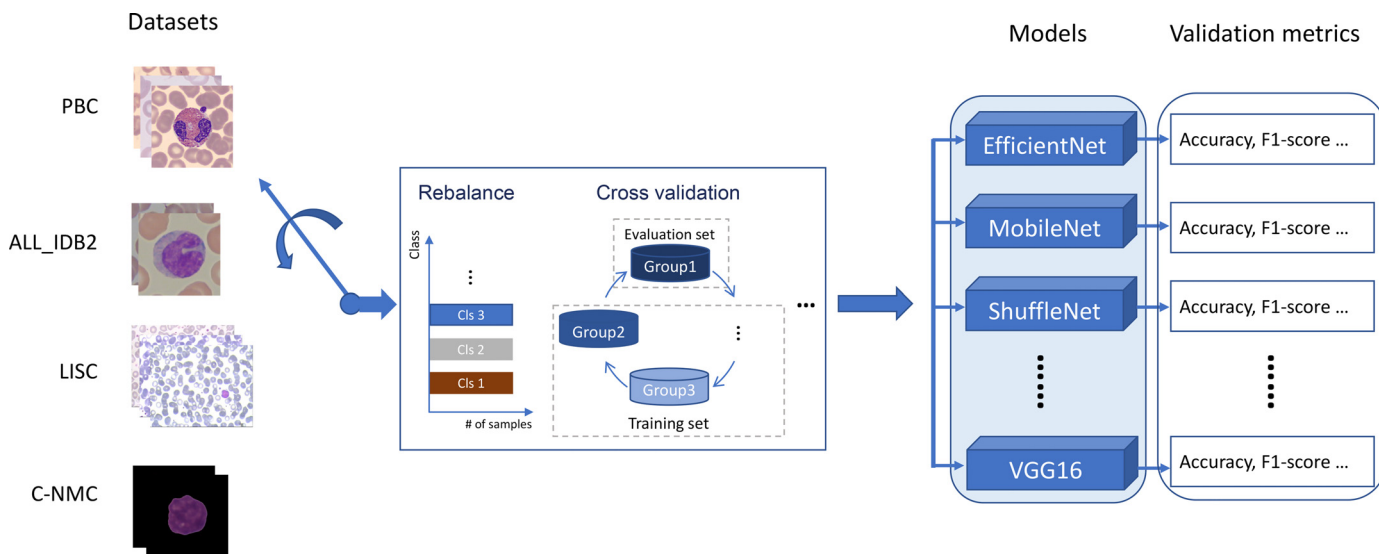 Datasets
Models
Validation metrics
PBC
ALL_IDB2
LISC
C-NMC
Rebalance
Class
...
Cls 3
Cls 2
Cls 1
# of samples
Cross validation
Evaluation set
Group1
Group2
...
Group3
Training set
...
EfficientNet
Accuracy, F1-score ...
MobileNet
Accuracy, F1-score ...
ShuffleNet
Accuracy, F1-score ...
VGG16
Accuracy, F1-score ...